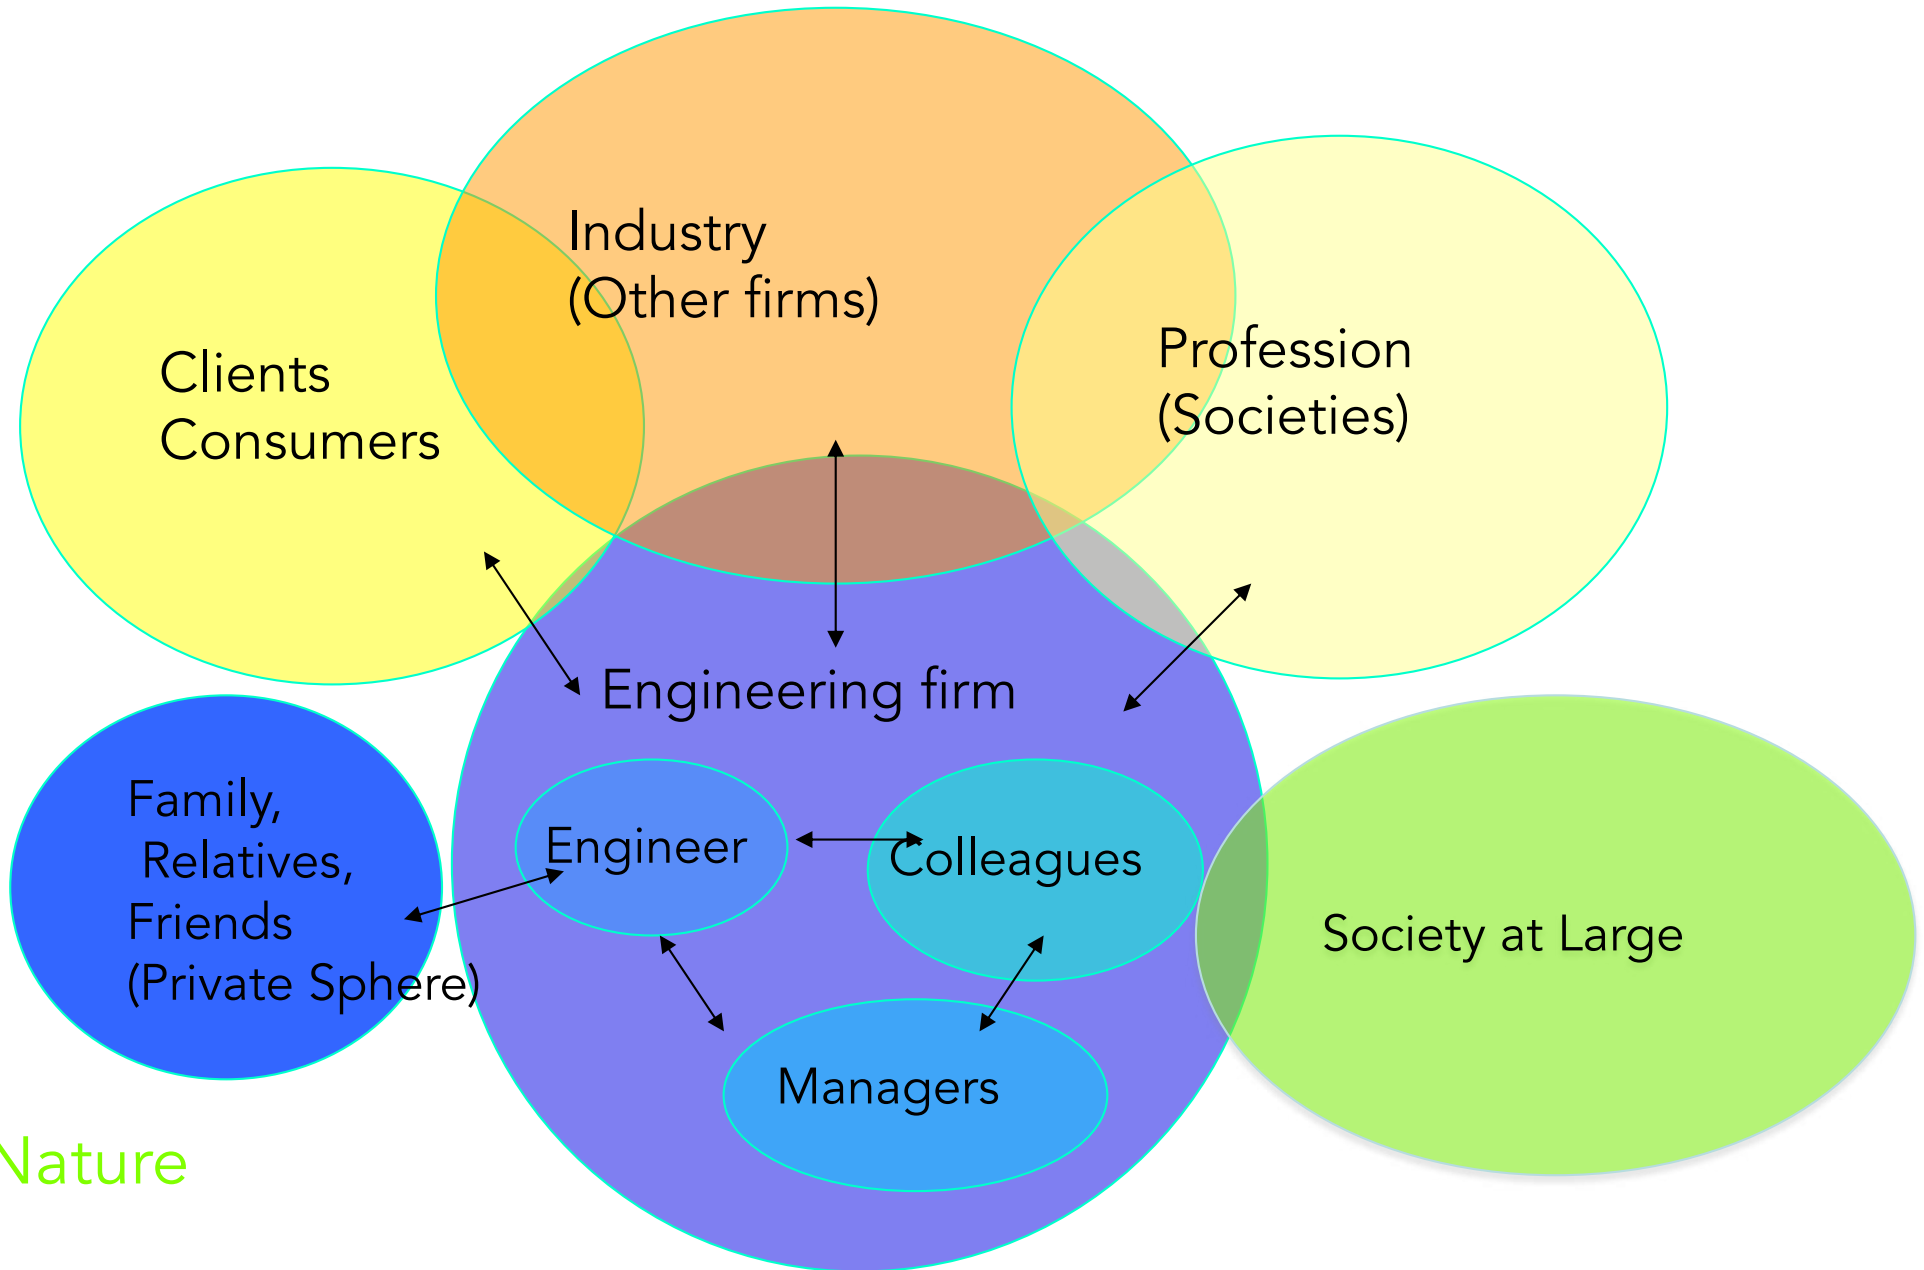 Industry
(Other firms)
Profession
(Societies)
Clients
Consumers
Engineering firm
Family,
Relatives,
Friends
(Private Sphere)
Engineer
Colleagues
Society at Large
Managers
Nature